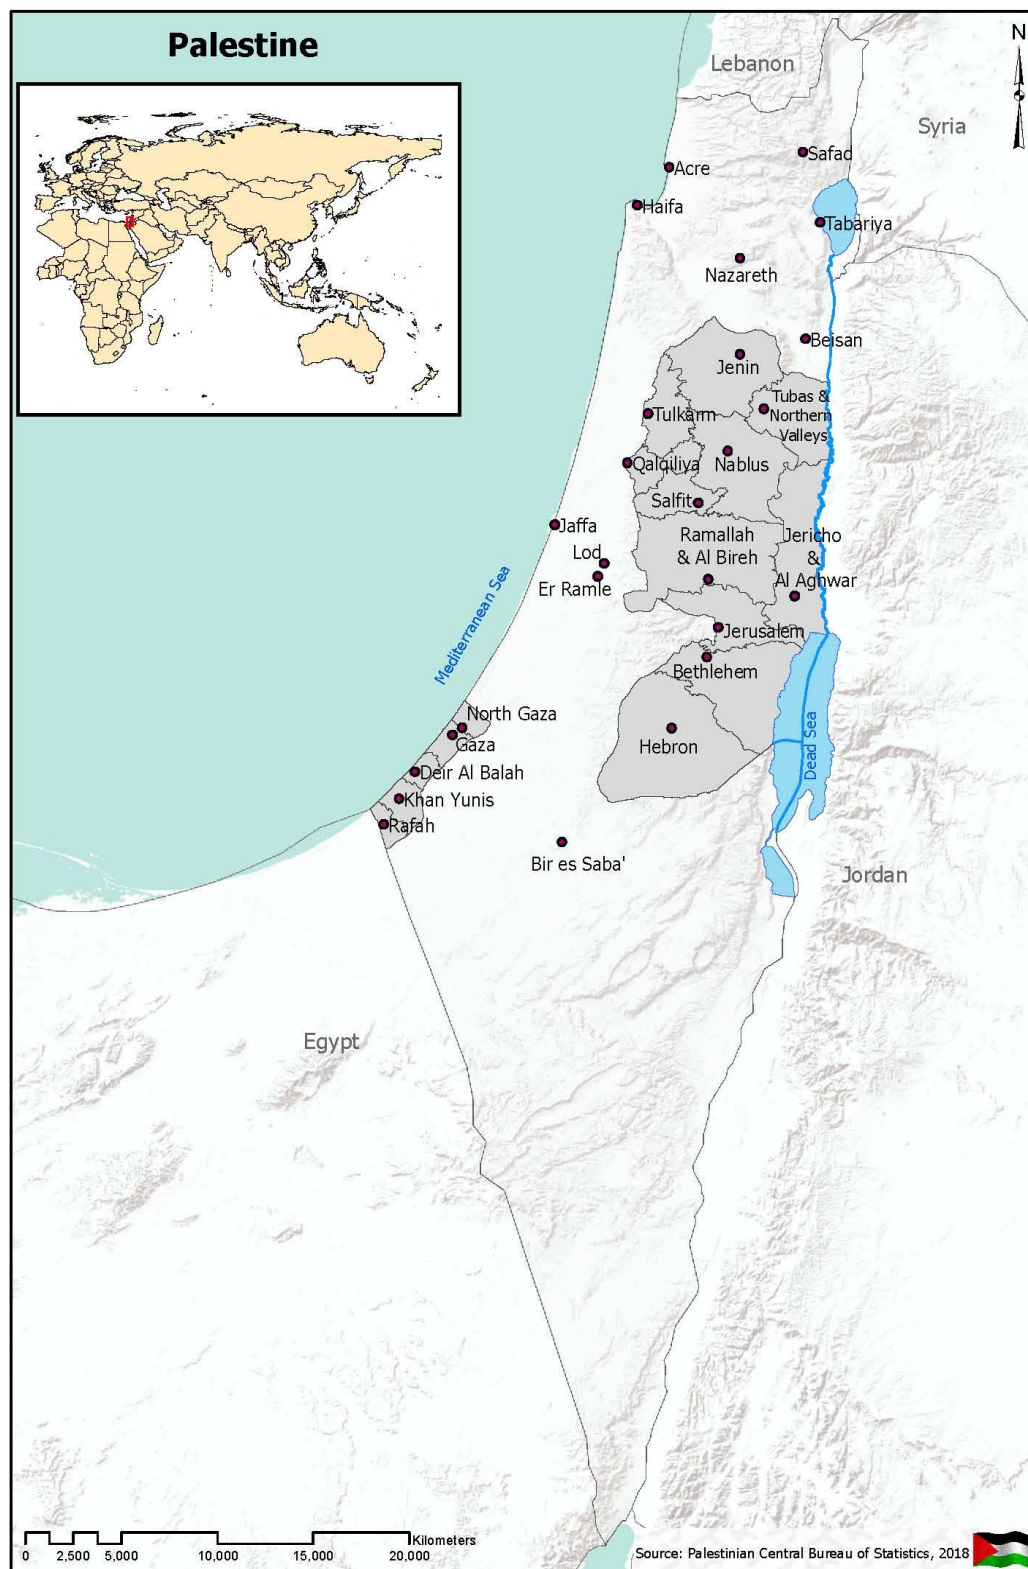 Palestine
N
Lebanon
Syria
Safad
Acre
Haifa
Tabariya
Nazareth
Beisan
Jenin
Tubas &
Northern
Valleys
Tulkarm
Nablus
Qalqiliya
Salfit
Jaffa
Ramallah
& Al Bireh
Jericho
&
Al Aghwar
Lod
Er Ramle
Mediterranean Sea
Jerusalem
Bethlehem
North Gaza
Gaza
Hebron
Dead Sea
Deir Al Balah
Khan Yunis
Rafah
Bir es Saba'
Jordan
Egypt
Kilometers
0 2,500 5,000 10,000 15,000 20,000
Source: Palestinian Central Bureau of Statistics, 2018